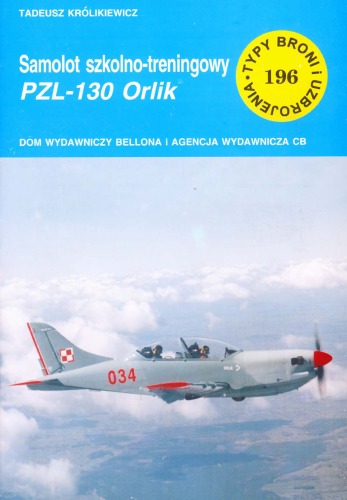 TADEUSZ KRÓLIKIEWICZ
Samolot szkolno-treningowy
PZL-130 Orlik
TYPY BRONI i UZBROJENIA •
196
DOM WYDAWNICZY BELLONA i AGENCJA WYDAWNICZA CB
034